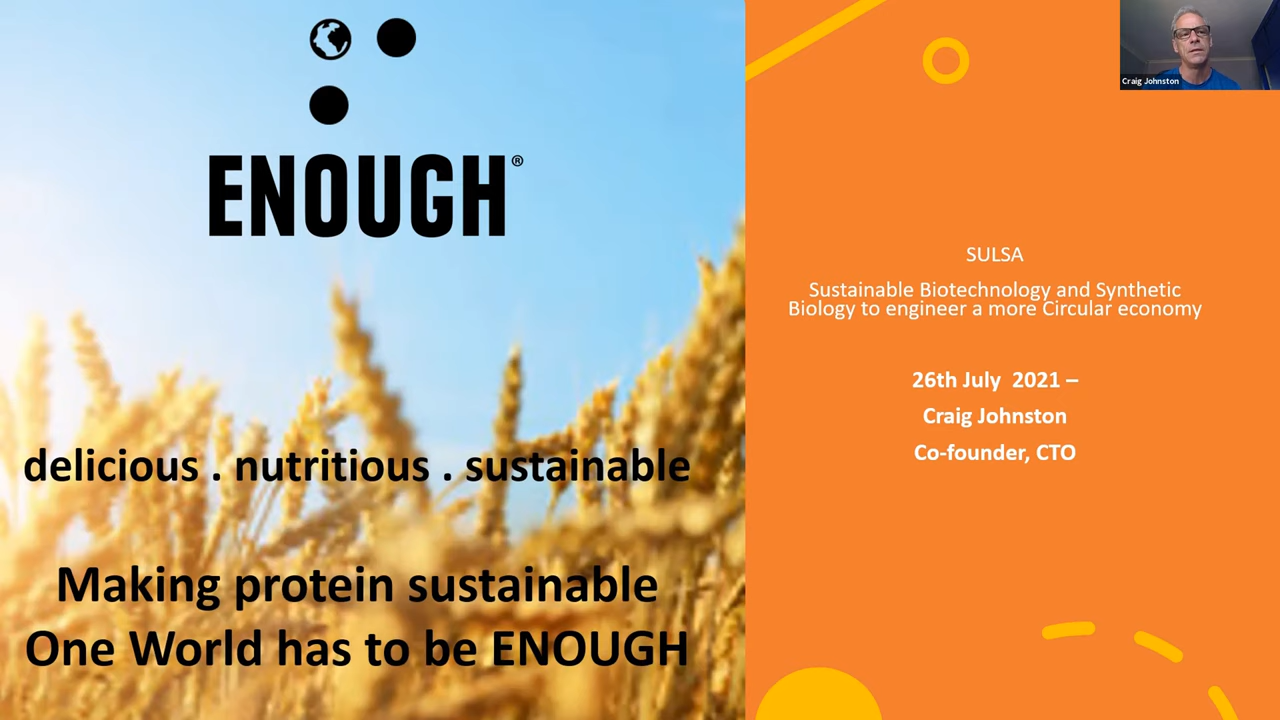 ENOUGH®
delicious . nutritious . sustainable
Making protein sustainable
One World has to be ENOUGH
SULSA
Sustainable Biotechnology and Synthetic
Biology to engineer a more Circular economy
26th July 2021 –
Craig Johnston
Co-founder, CTO
Craig Johnston